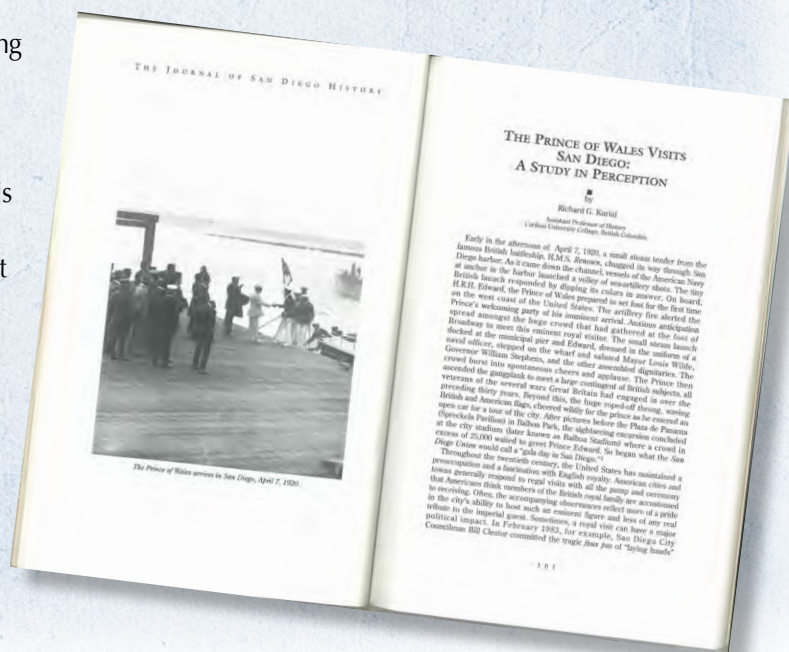 ng
s
t
THE JOURNAL OF SAN DIEGO HISTORY
The Prince of Wales arrives in San Diego, April 7, 1920.
THE PRINCE OF WALES VISITS
SAN DIEGO:
A STUDY IN PERCEPTION
by
Richard G. Kurial
Assistant Professor of History
Cariboo University College, British Columbia
Early in the afternoon of April 7, 1920, a small steam tender from the
famous British battleship, H.M.S. Renown, chugged its way through San
Diego harbor. As it came down the channel, vessels of the American Navy
at anchor in the harbor launched a volley of sea-artillery shots. The tiny
British launch responded by dipping its colors in answer. On board,
H.R.H. Edward, the Prince of Wales prepared to set foot for the first time
on the west coast of the United States. The artillery fire alerted the
Prince's welcoming party of his imminent arrival. Anxious anticipation
spread amongst the huge crowd that had gathered at the foot of
Broadway to meet this eminent royal visitor. The small steam launch
docked at the municipal pier and Edward, dressed in the uniform of a
naval officer, stepped on the wharf and saluted Mayor Louis Wilde,
Governor William Stephens, and the other assembled dignitaries. The
crowd burst into spontaneous cheers and applause. The Prince then
ascended the gangplank to meet a large contingent of British subjects, all
veterans of the several wars Great Britain had engaged in over the
preceding thirty years. Beyond this, the huge roped-off throng, waving
British and American flags, cheered wildly for the prince as he entered an
open car for a tour of the city. After pictures before the Plaza de Panama
(Spreckels Pavilion) in Balboa Park, the sightseeing excursion concluded
at the city stadium (later known as Balboa Stadium) where a crowd in
excess of 25,000 waited to greet Prince Edward. So began what the San
Diego Union would call a "gala day in San Diego."1
Throughout the twentieth century, the United States has maintained a
preoccupation and a fascination with English royalty. American cities and
towns generally respond to regal visits with all the pomp and ceremony
that Americans think members of the British royal family are accustomed
to receiving. Often, the accompanying observances reflect more of a pride
in the city's ability to host such an eminent figure and less of any real
tribute to the imperial guest. Sometimes, a royal visit can have a major
political impact. In February 1983, for example, San Diego City
Councilman Bill Cleator committed the tragic faux pas of "laying hands"
101